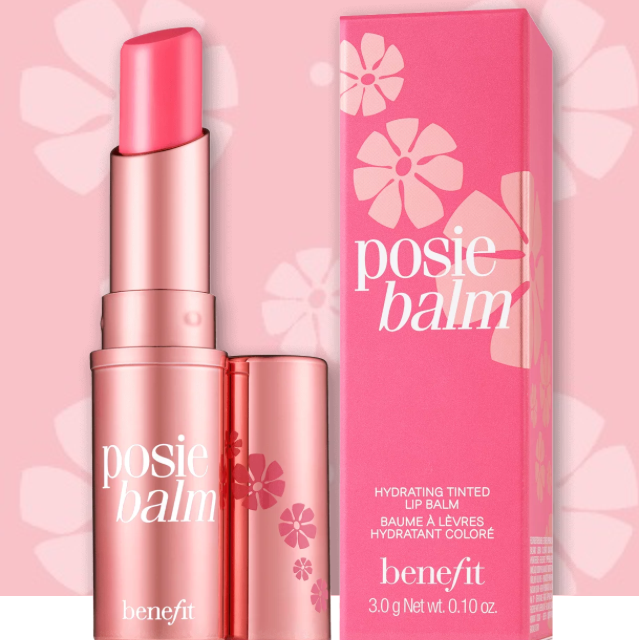 posie
balm
benefit
posie
balm
HYDRATING TINTED
LIP BALM
BAUME À LÈVRES
HYDRATANT COLORÉ
benefit
3.0 g Net wt. 0.10 oz.